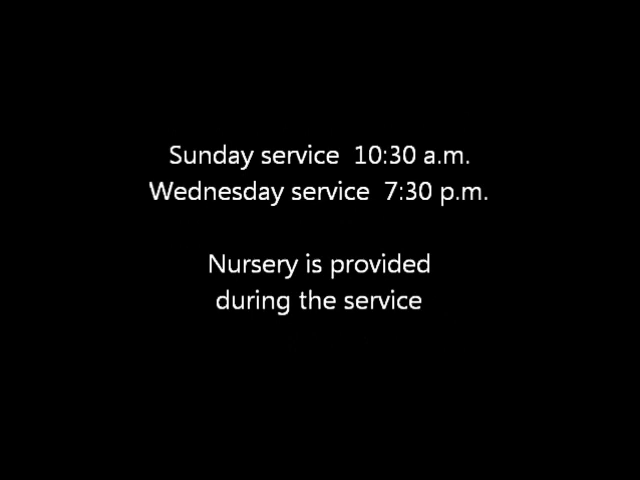 Sunday service  10:30 a.m.
Wednesday service  7:30 p.m.
Nursery is provided
during the service